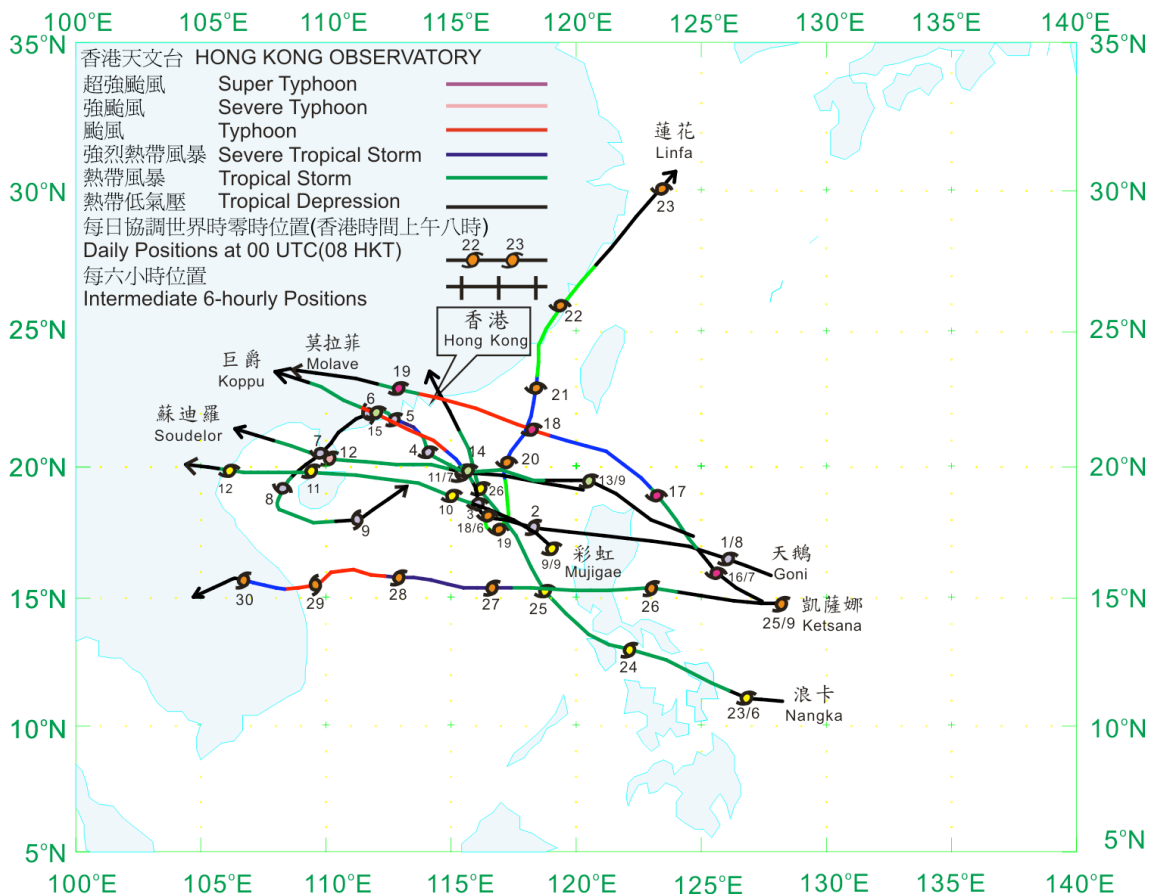 100°E 105°E 110°E 115°E 120°E 125°E 130°E 135°E 140°E
35°N 35°N
香港天文台 HONG KONG OBSERVATORY
超強颱風 Super Typhoon
強颱風 Severe Typhoon
颱風 Typhoon
強烈熱帶風暴 Severe Tropical Storm
熱帶風暴 Tropical Storm
熱帶低氣壓 Tropical Depression
每日協調世界時零時位置(香港時間上午八時)
Daily Positions at 00 UTC(08 HKT) 22 23
每六小時位置
Intermediate 6-hourly Positions
蓮花
Linfa
30°N 23 30°N
香港
Hong Kong
22
25°N 25°N
莫拉菲
Molave
巨爵
Koppu
19
21
蘇迪羅
Soudelor
6 5 15
18
7 12 4 14 20
20°N 20°N
12 11 11/7 26 13/9
8 10 3 17
9 18/6 19 2
1/8
天鵝
Goni
彩虹
Mujigae
9/9
16/7
15°N 15°N
30 29 28 27 25 26 25/9
凱薩娜
Ketsana
24
浪卡
Nangka
23/6
10°N 10°N
5°N 5°N
100°E 105°E 110°E 115°E 120°E 125°E 130°E 135°E 140°E